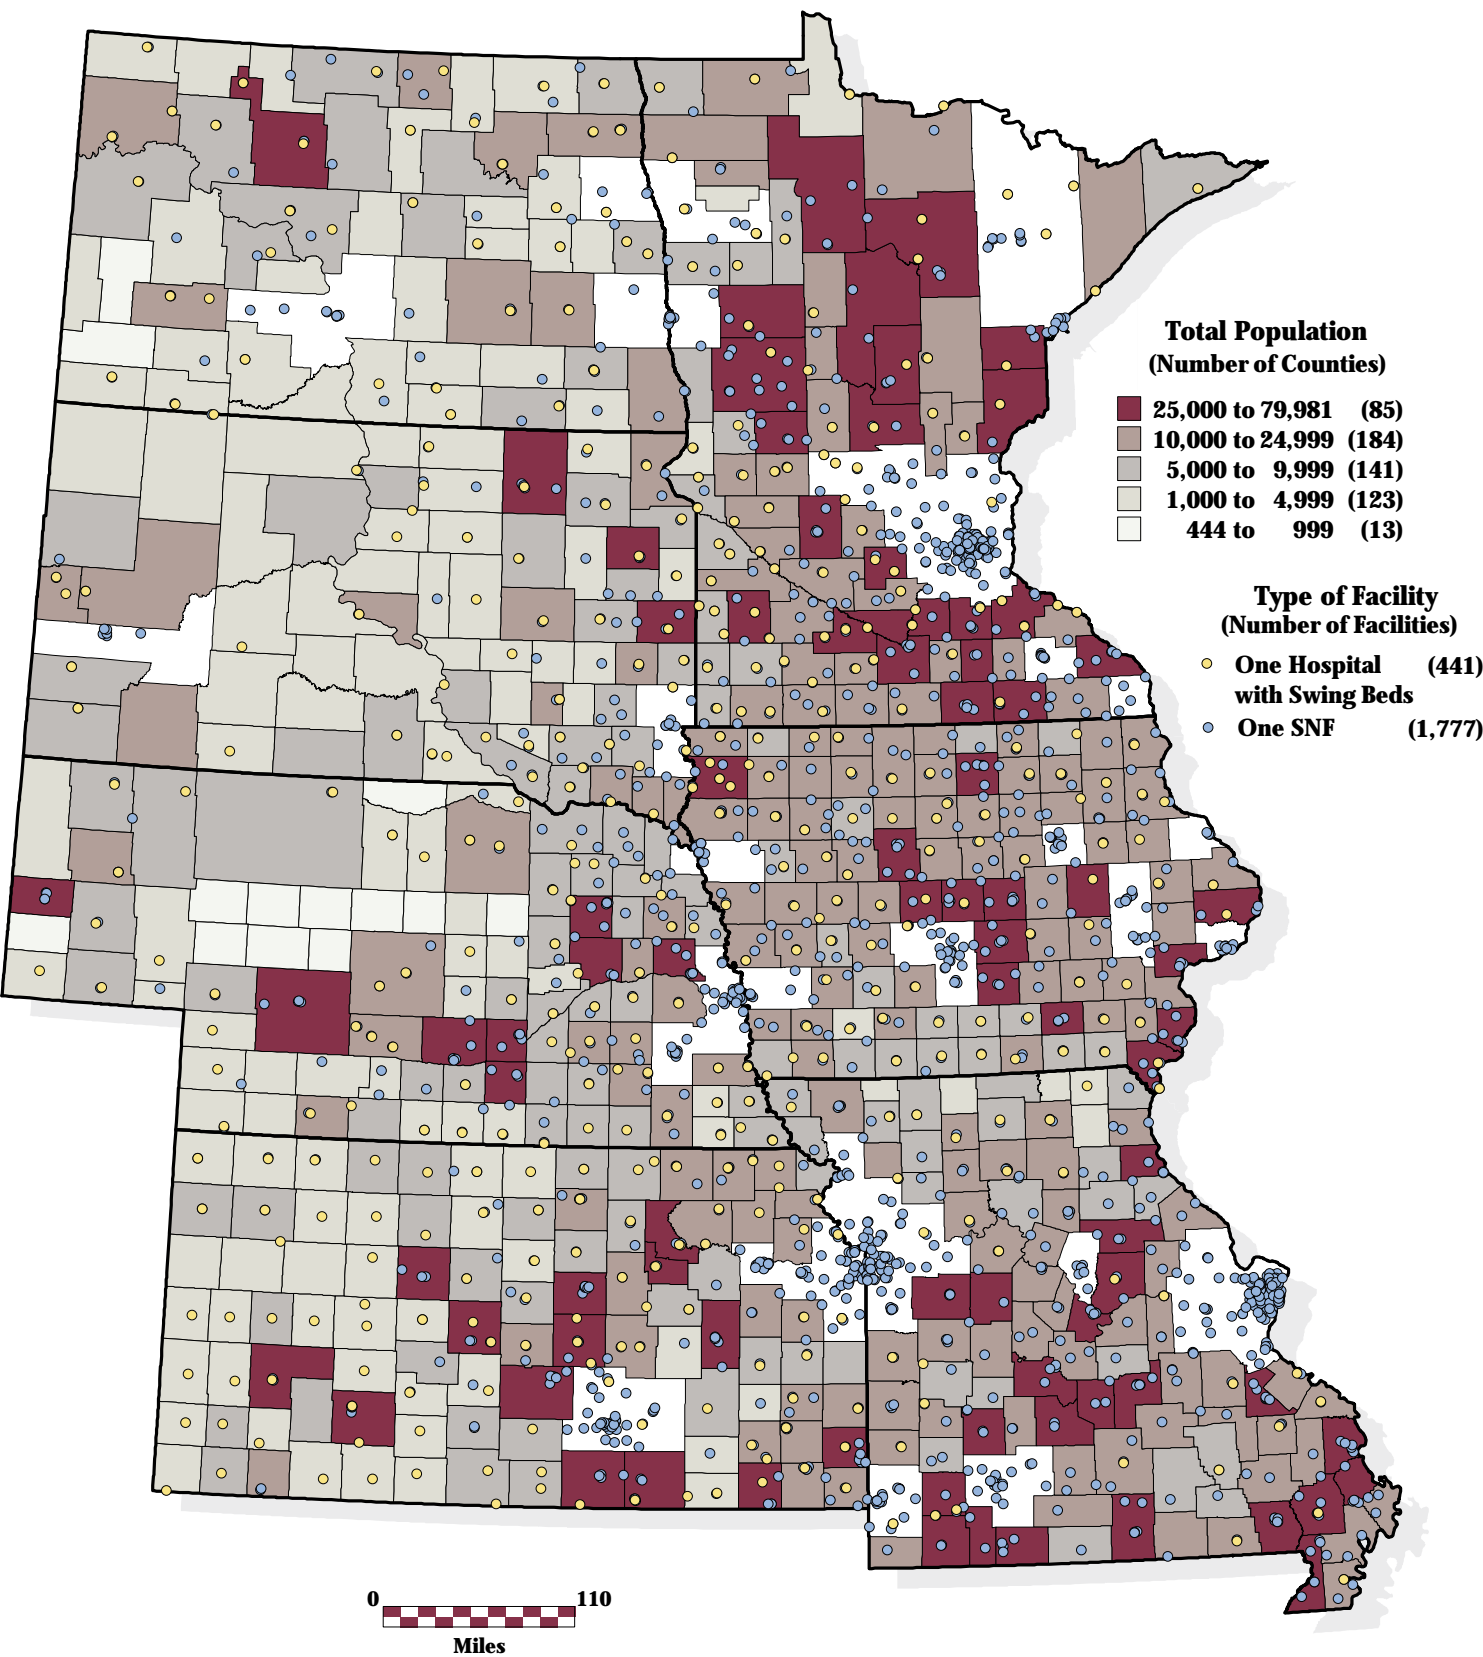 Total Population
(Number of Counties)
25,000 to 79,981 (85)
10,000 to 24,999 (184)
5,000 to 9,999 (141)
1,000 to 4,999 (123)
444 to 999 (13)
Type of Facility
(Number of Facilities)
One Hospital (441)
with Swing Beds
One SNF (1,777)
0 110
Miles